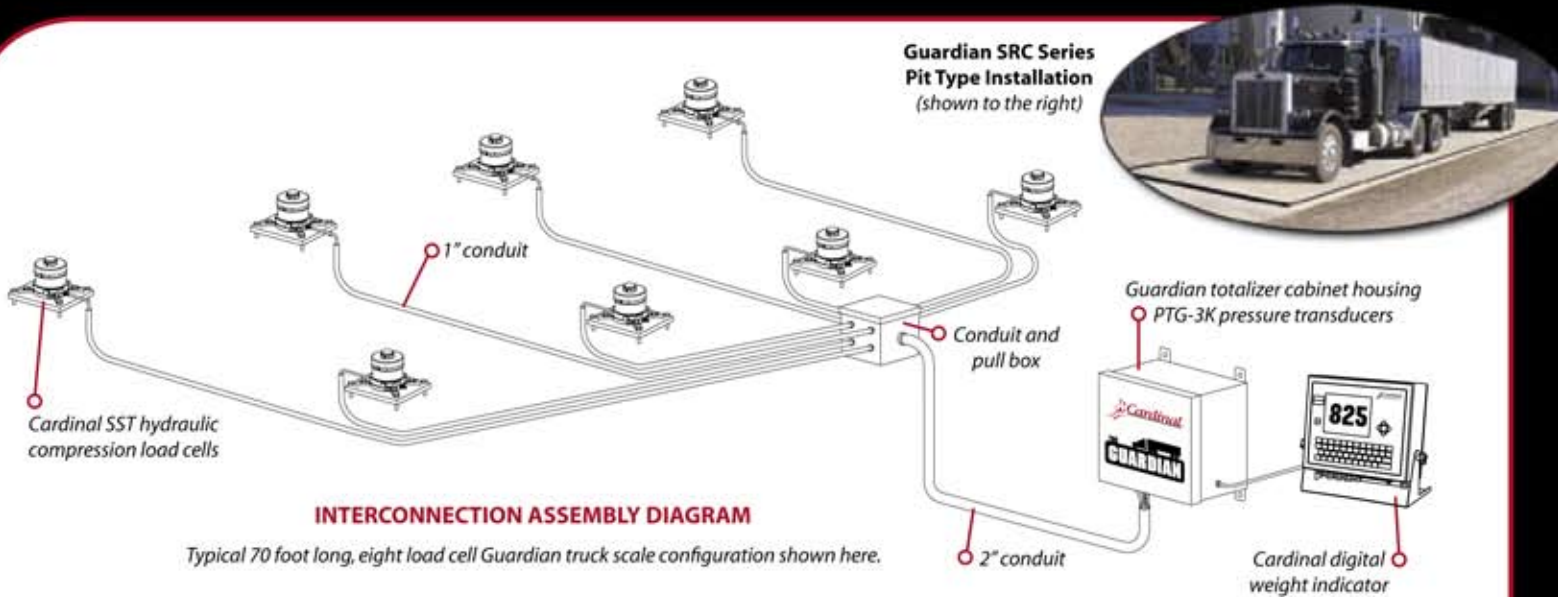 Guardian SRC Series
Pit Type Installation
(shown to the right)
1" conduit
Conduit and
pull box
Guardian totalizer cabinet housing
PTG-3K pressure transducers
Cardinal SST hydraulic
compression load cells
Cardinal
THE
GUARDIAN
825
INTERCONNECTION ASSEMBLY DIAGRAM
Typical 70 foot long, eight load cell Guardian truck scale configuration shown here.
2" conduit
Cardinal digital
weight indicator